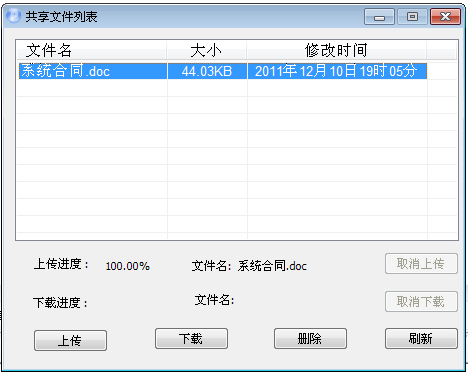 共享文件列表
文件名 大小 修改时间
系统合同.doc 44.03KB 2011年12月10日19时05分
上传进度： 100.00% 文件名: 系统合同.doc 取消上传
下载进度： 文件名: 取消下载
上传 下载 删除 刷新